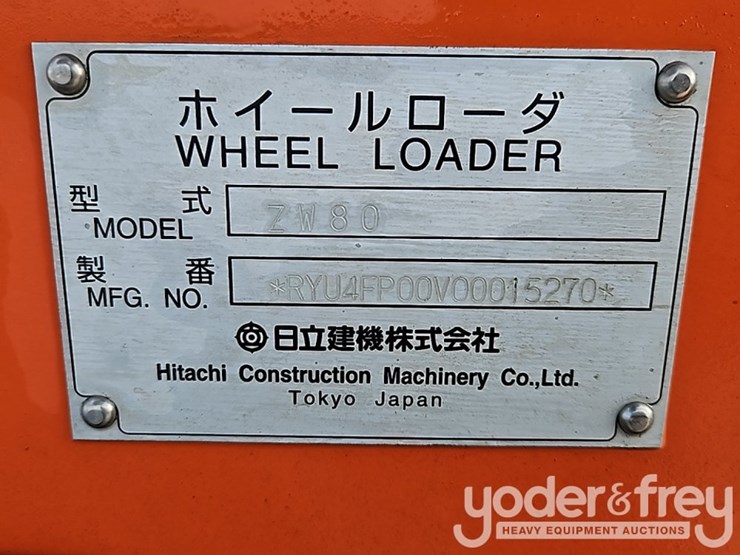 ホイールローダ
WHEEL LOADER
型式 ZW80
MODEL
製番 *RYU4FP00V00015270*
MFG. NO.
日立建機株式会社
Hitachi Construction Machinery Co.,Ltd.
Tokyo Japan
yoder&frey
HEAVY EQUIPMENT AUCTIONS